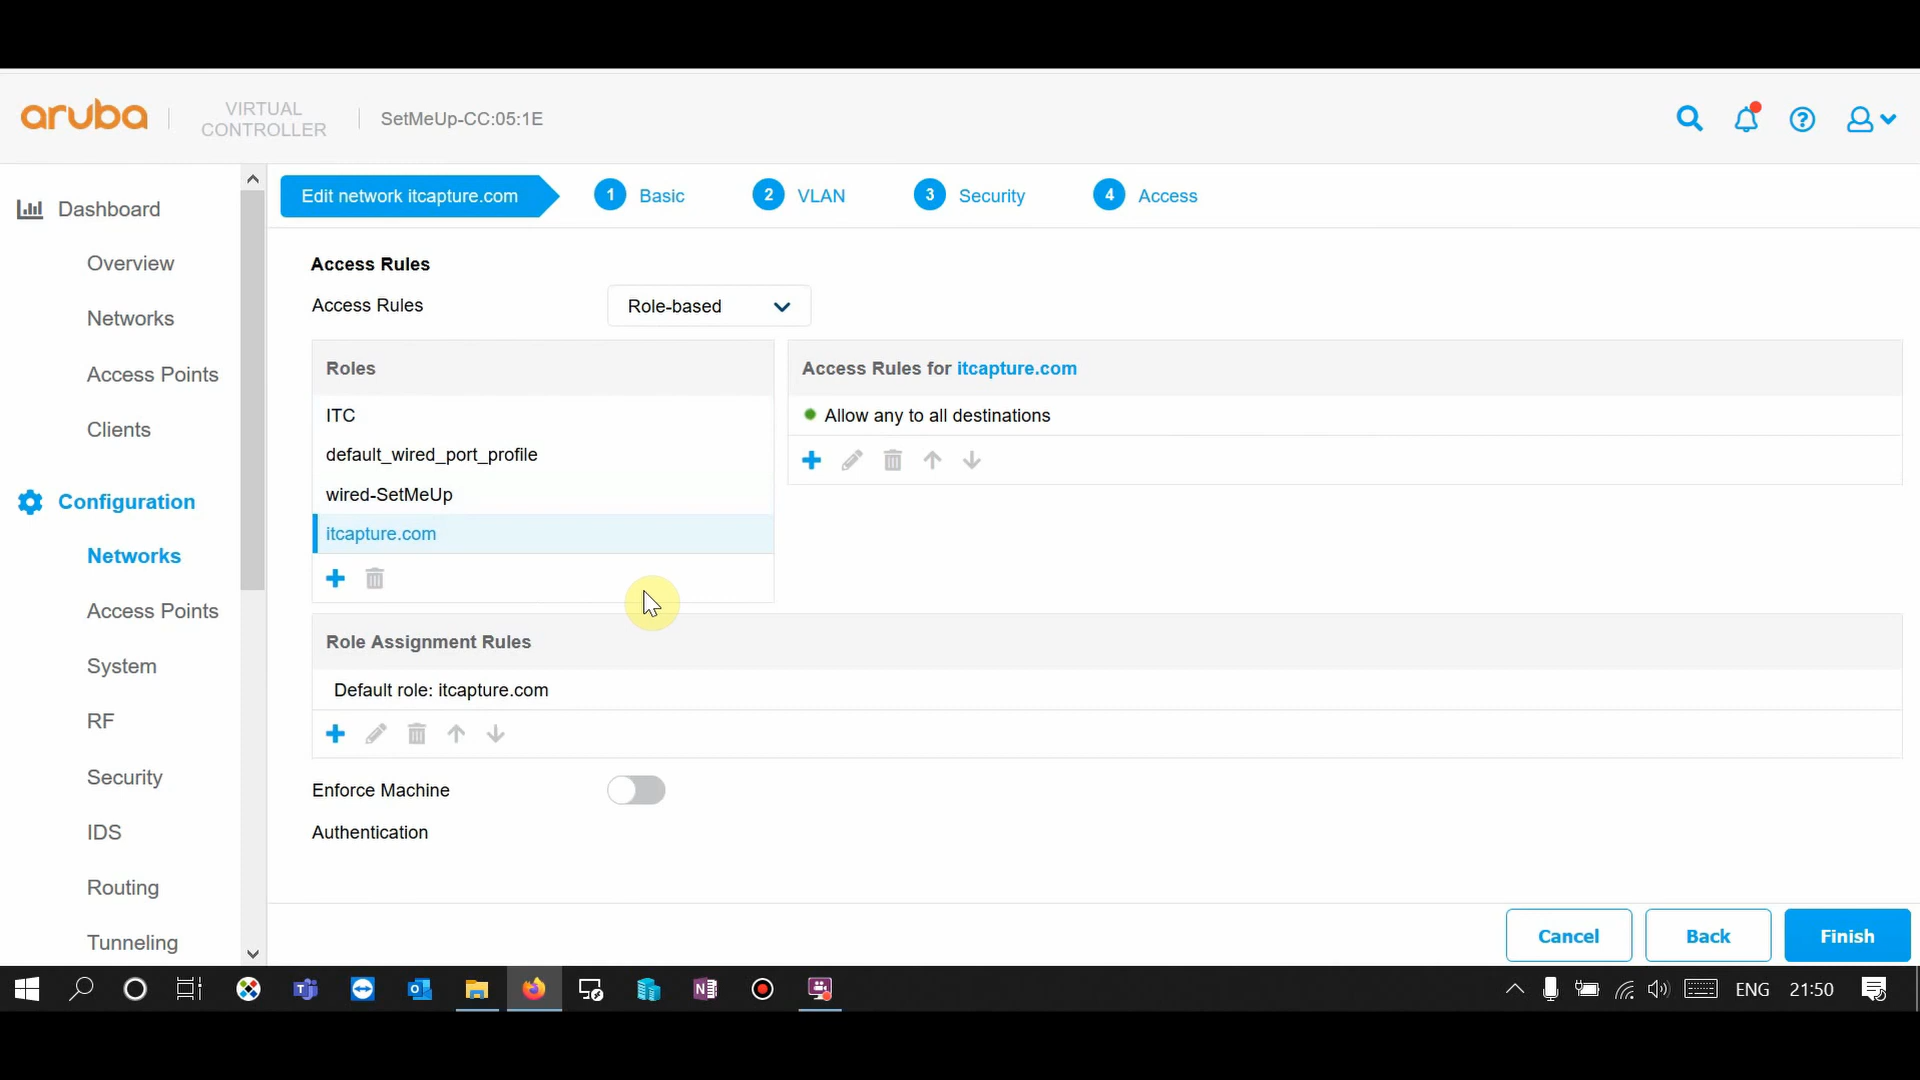 aruba
VIRTUAL
CONTROLLER
SetMeUp-CC:05:1E
Dashboard
Overview
Networks
Access Points
Clients
Configuration
Networks
Access Points
System
RF
Security
IDS
Routing
Tunneling
Edit network itcapture.com
1 Basic
2 VLAN
3 Security
4 Access
Access Rules
Access Rules
Role-based
Roles
ITC
default_wired_port_profile
wired-SetMeUp
itcapture.com
Access Rules for itcapture.com
Allow any to all destinations
Role Assignment Rules
Default role: itcapture.com
Enforce Machine
Authentication
Cancel
Back
Finish
ENG
21:50